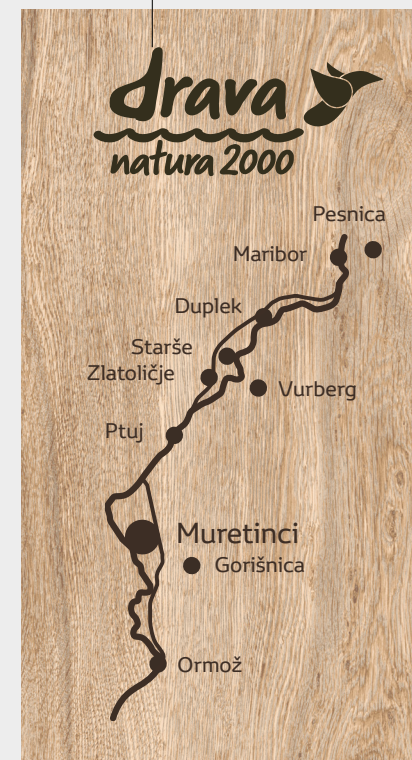 drava
natura 2000
Pesnica
Maribor
Duplek
Starše
Zlatoličje
Vurberg
Ptuj
Muretinci
Gorišnica
Ormož